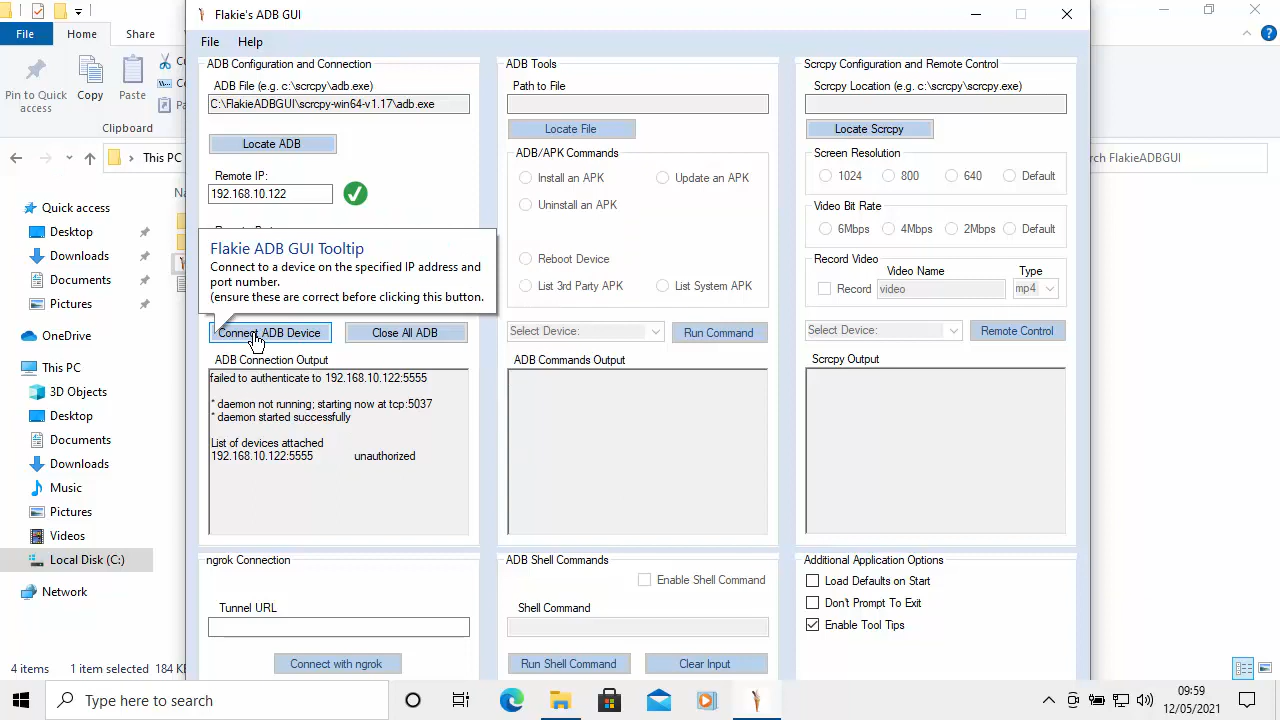 Flakie's ADB GUI
File
Home
Share
File
Help
Pin to Quick
access
Copy
Paste
Clipboard
This PC
rch FlakieADBGUI
Quick access
Desktop
Downloads
Documents
Pictures
OneDrive
This PC
3D Objects
Desktop
Documents
Downloads
Music
Pictures
Videos
Local Disk (C:)
Network
4 items
1 item selected
184 K
ADB Configuration and Connection
ADB File (e.g. c:\scrcpy\adb.exe)
C:\FlakieADBGUI\scrcpy-win64-v1.17\adb.exe
Locate ADB
Remote IP:
192.168.10.122
Flakie ADB GUI Tooltip
Connect to a device on the specified IP address and
port number.
(ensure these are correct before clicking this button.
Connect ADB Device
Close All ADB
ADB Connection Output
failed to authenticate to 192.168.10.122:5555
* daemon not running; starting now at tcp:5037
* daemon started successfully
List of devices attached
192.168.10.122:5555 unauthorized
ngrok Connection
Tunnel URL
Connect with ngrok
ADB Tools
Path to File
Locate File
ADB/APK Commands
Install an APK
Update an APK
Uninstall an APK
Reboot Device
List 3rd Party APK
List System APK
Select Device:
Run Command
ADB Commands Output
ADB Shell Commands
Enable Shell Command
Shell Command
Run Shell Command
Clear Input
Scrcpy Configuration and Remote Control
Scrcpy Location (e.g. c:\scrcpy\scrcpy.exe)
Locate Scrcpy
Screen Resolution
1024
800
640
Default
Video Bit Rate
6Mbps
4Mbps
2Mbps
Default
Record Video
Video Name
Type
Record
video
mp4
Select Device:
Remote Control
Scrcpy Output
Additional Application Options
Load Defaults on Start
Don't Prompt To Exit
Enable Tool Tips
Type here to search
09:59
12/05/2021